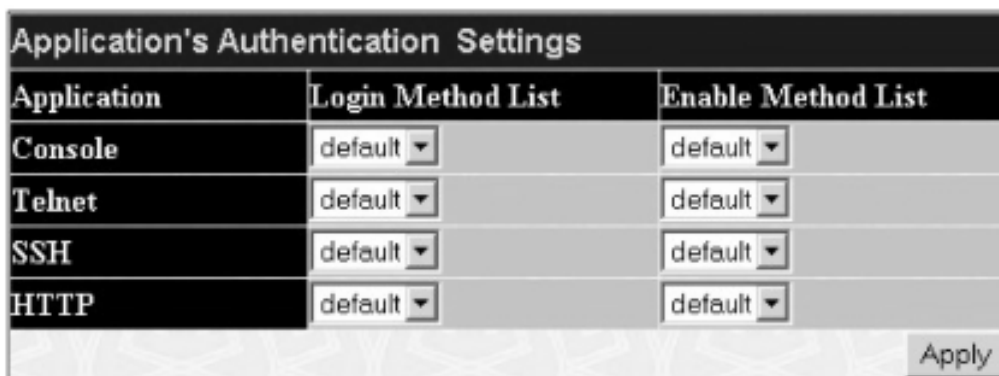 Application's Authentication Settings
Application Login Method List Enable Method List
Console default default
Telnet default default
SSH default default
HTTP default default
Apply